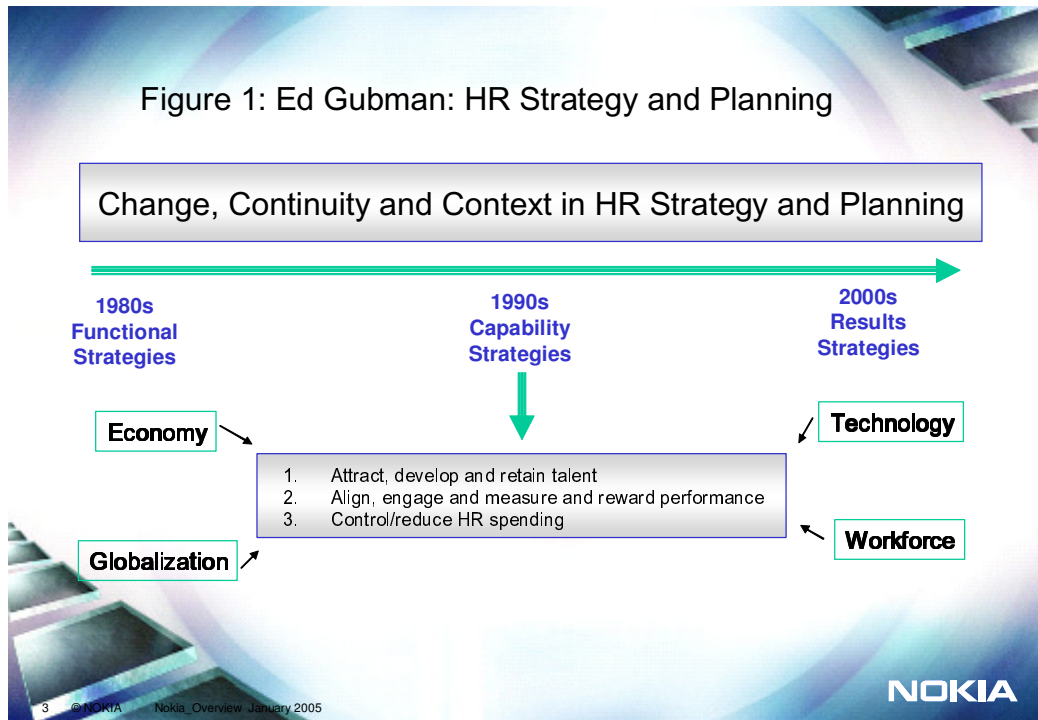 Figure 1: Ed Gubman: HR Strategy and Planning
Change, Continuity and Context in HR Strategy and Planning
1980s
Functional
Strategies
1990s
Capability
Strategies
2000s
Results
Strategies
Economy
Technology
1. Attract, develop and retain talent
2. Align, engage and measure and reward performance
3. Control/reduce HR spending
Globalization
Workforce
NOKIA
3 © NOKIA Nokia_Overview January 2005